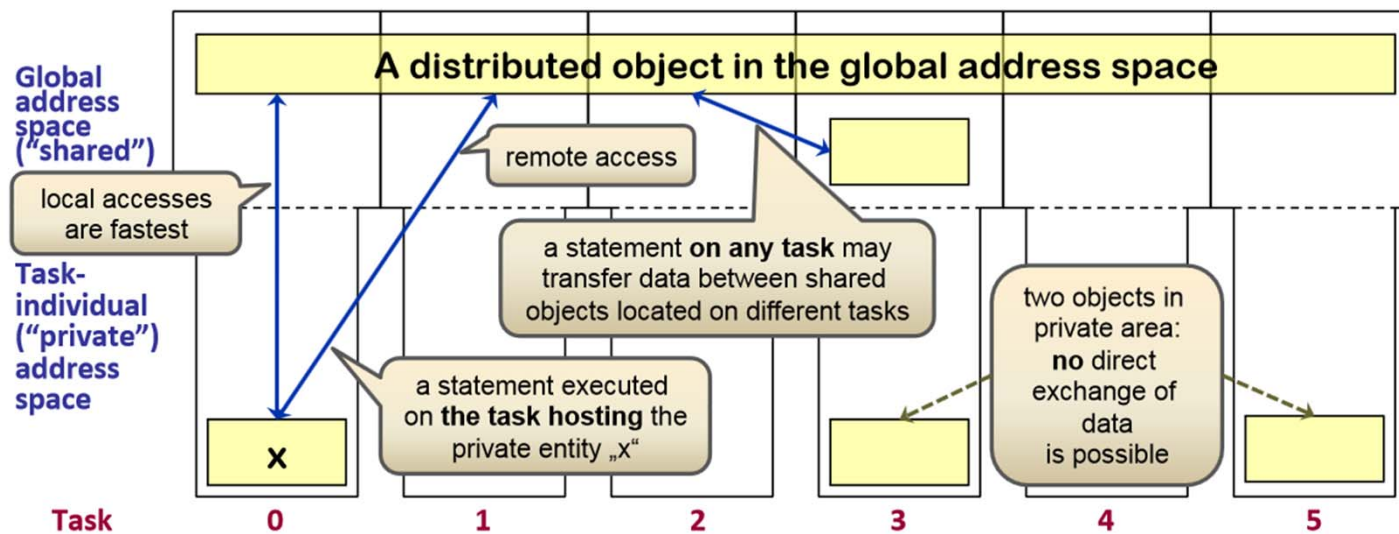 A distributed object in the global address space
Global
address
space
(“shared”)
remote access
local accesses
are fastest
a statement on any task may
transfer data between shared
objects located on different tasks
Task-
individual
(“private”)
address
space
two objects in
private area:
no direct
exchange of
data
is possible
a statement executed
on the task hosting the
private entity „x“
x
Task 0 1 2 3 4 5